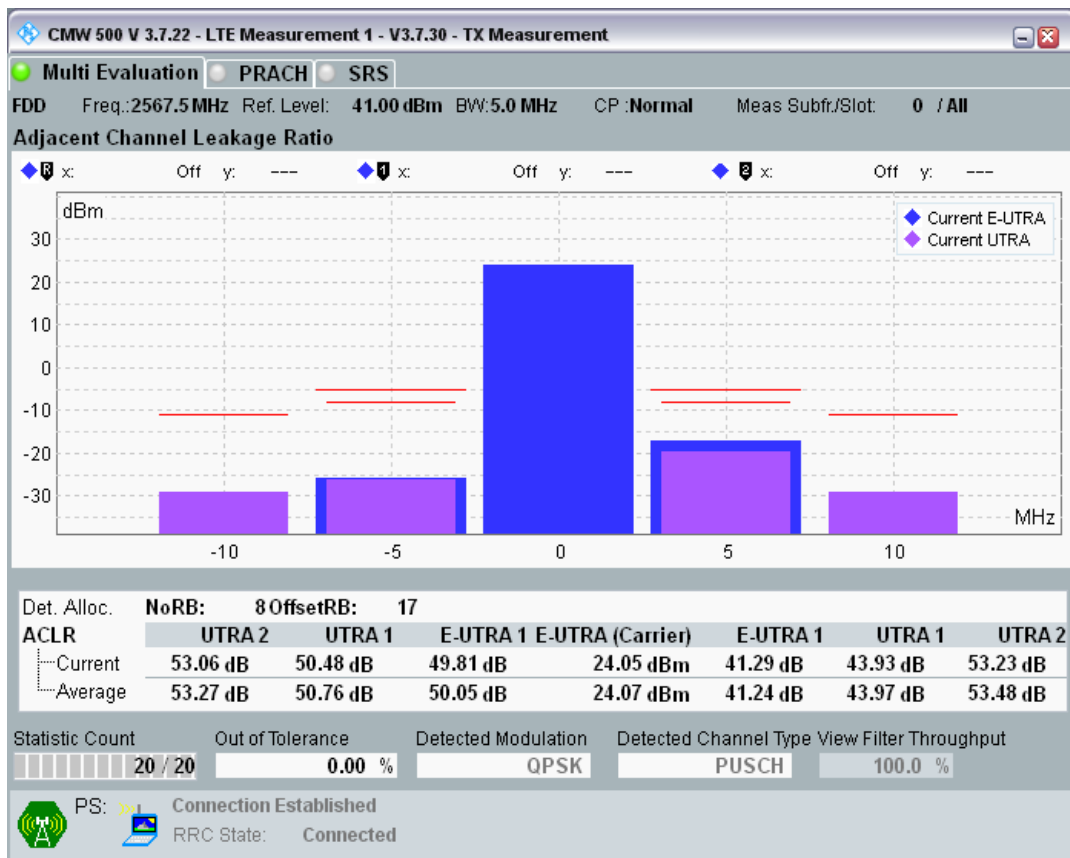 CMW 500 V 3.7.22 - LTE Measurement 1 - V3.7.30 - TX Measurement
Multi Evaluation PRACH SRS
FDD Freq.:2567.5 MHz Ref. Level: 41.00 dBm BW:5.0 MHz CP :Normal Meas Subfr./Slot: 0 / All
Adjacent Channel Leakage Ratio
R x: Off y: --- 1 x: Off y: --- 2 x: Off y: ---
dBm
Current E-UTRA
Current UTRA
30
20
10
0
-10
-20
-30
MHz
-10 -5 0 5 10
Det. Alloc. NoRB: 8 OffsetRB: 17
ACLR UTRA 2 UTRA 1 E-UTRA 1 E-UTRA (Carrier) E-UTRA 1 UTRA 1 UTRA 2
Current 53.06 dB 50.48 dB 49.81 dB 24.05 dBm 41.29 dB 43.93 dB 53.23 dB
Average 53.27 dB 50.76 dB 50.05 dB 24.07 dBm 41.24 dB 43.97 dB 53.48 dB
Statistic Count Out of Tolerance Detected Modulation Detected Channel Type View Filter Throughput
20 / 20 0.00 % QPSK PUSCH 100.0 %
PS: Connection Established
RRC State: Connected